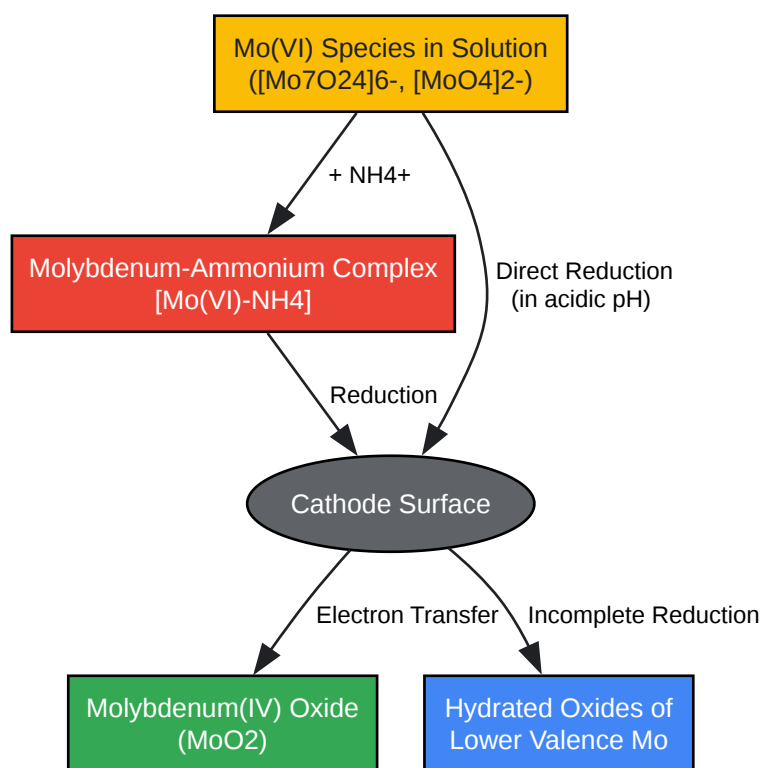 Mo(VI) Species in Solution
([Mo7O24]6-, [MoO4]2-)
+ NH4+
Molybdenum-Ammonium Complex
[Mo(VI)-NH4]
Direct Reduction
(in acidic pH)
Reduction
Cathode Surface
Electron Transfer
Incomplete Reduction
Molybdenum(IV) Oxide
(MoO2)
Hydrated Oxides of
Lower Valence Mo